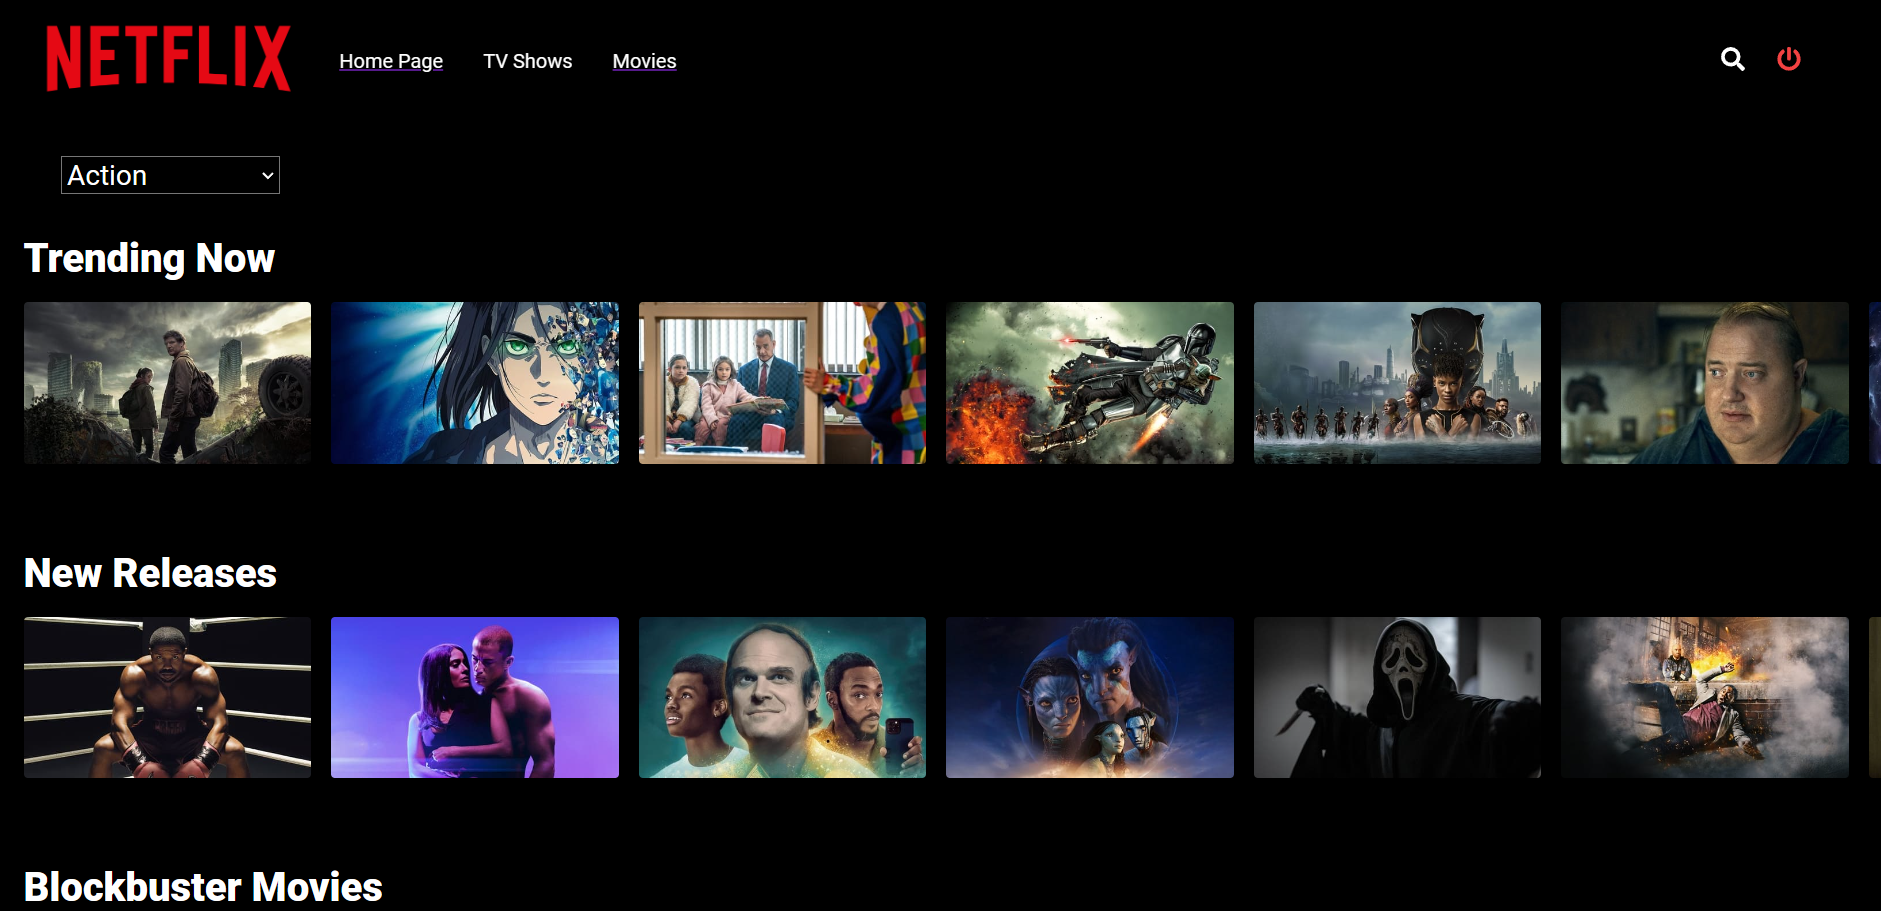 NETFLIX
Home Page
TV Shows
Movies
Action
Trending Now
New Releases
Blockbuster Movies